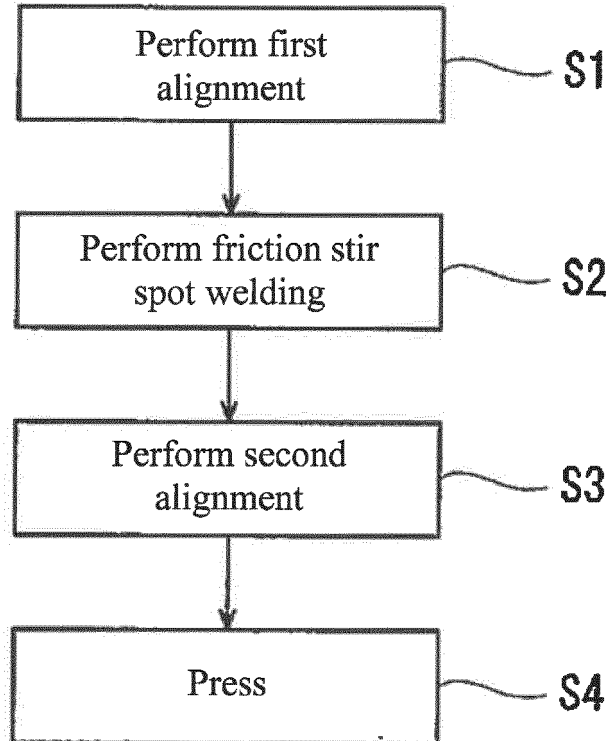 Perform first
alignment
S1
Perform friction stir
spot welding
S2
Perform second
alignment
S3
Press
S4